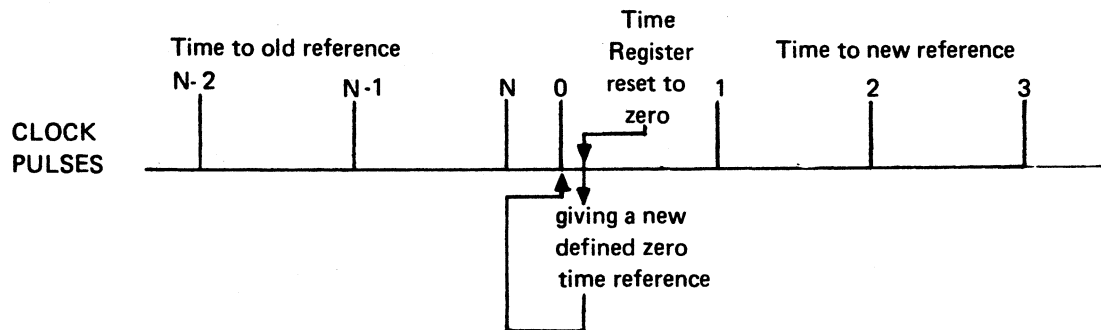 Time to old reference
Time
Register
reset to
zero
Time to new reference
N-2
N-1
N
0
1
2
3
CLOCK
PULSES
giving a new
defined zero
time reference